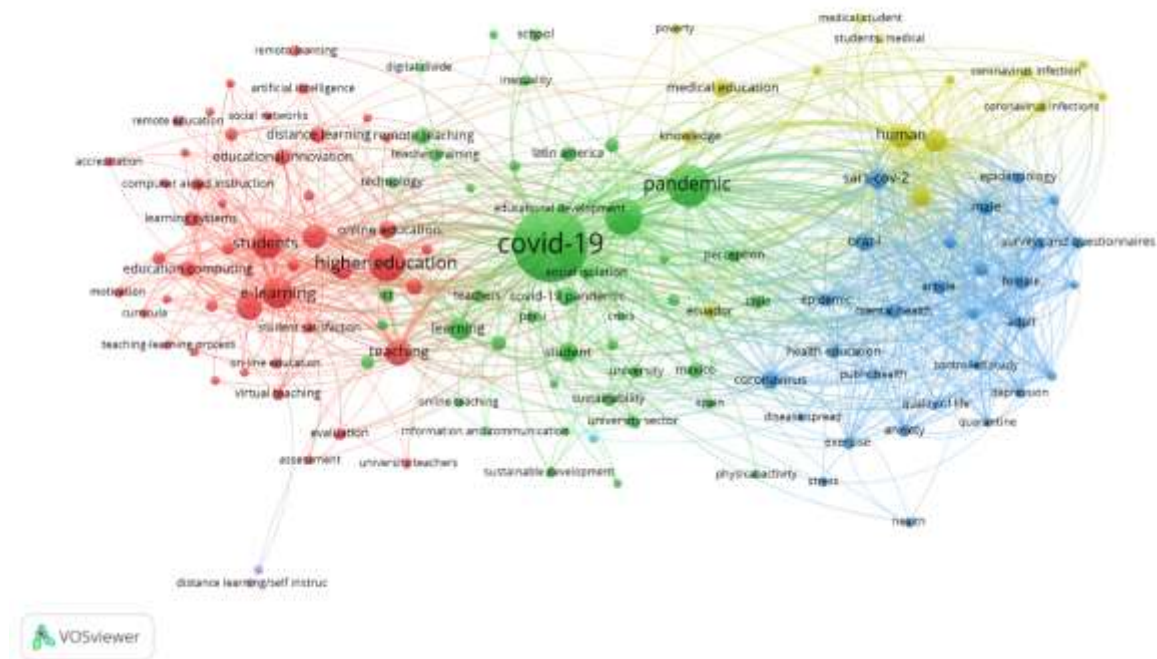 medical student
students, medical
poverty
school
remote learning
digital divide
inequality
coronavirus infection
artificial intelligence
medical education
coronavirus infections
social networks
remote education
distance learning
remote teaching
knowledge
human
teacher training
latin america
educational innovation
accreditation
technology
pandemic
sars-cov-2
epidemiology
computer aided instruction
educational development
male
learning systems
online education
covid-19
students
brazil
surveys and questionnaires
perception
higher education
education computing
social isolation
female
article
motivation
e-learning
teachers
covid-19 pandemic
epidemic
curricula
peru
ecuador
chile
mental health
adult
student satisfaction
learning
teaching-learning process
teaching
student
health education
on-line education
university
mexico
public health
controlled study
coronavirus
virtual teaching
online teaching
sustainability
spain
quality of life
depression
university sector
disease spread
quarantine
evaluation
information and communication
anxiety
exercise
assessment
university teachers
sustainable development
physical activity
stress
health
distance learning/self instruc
VOSviewer